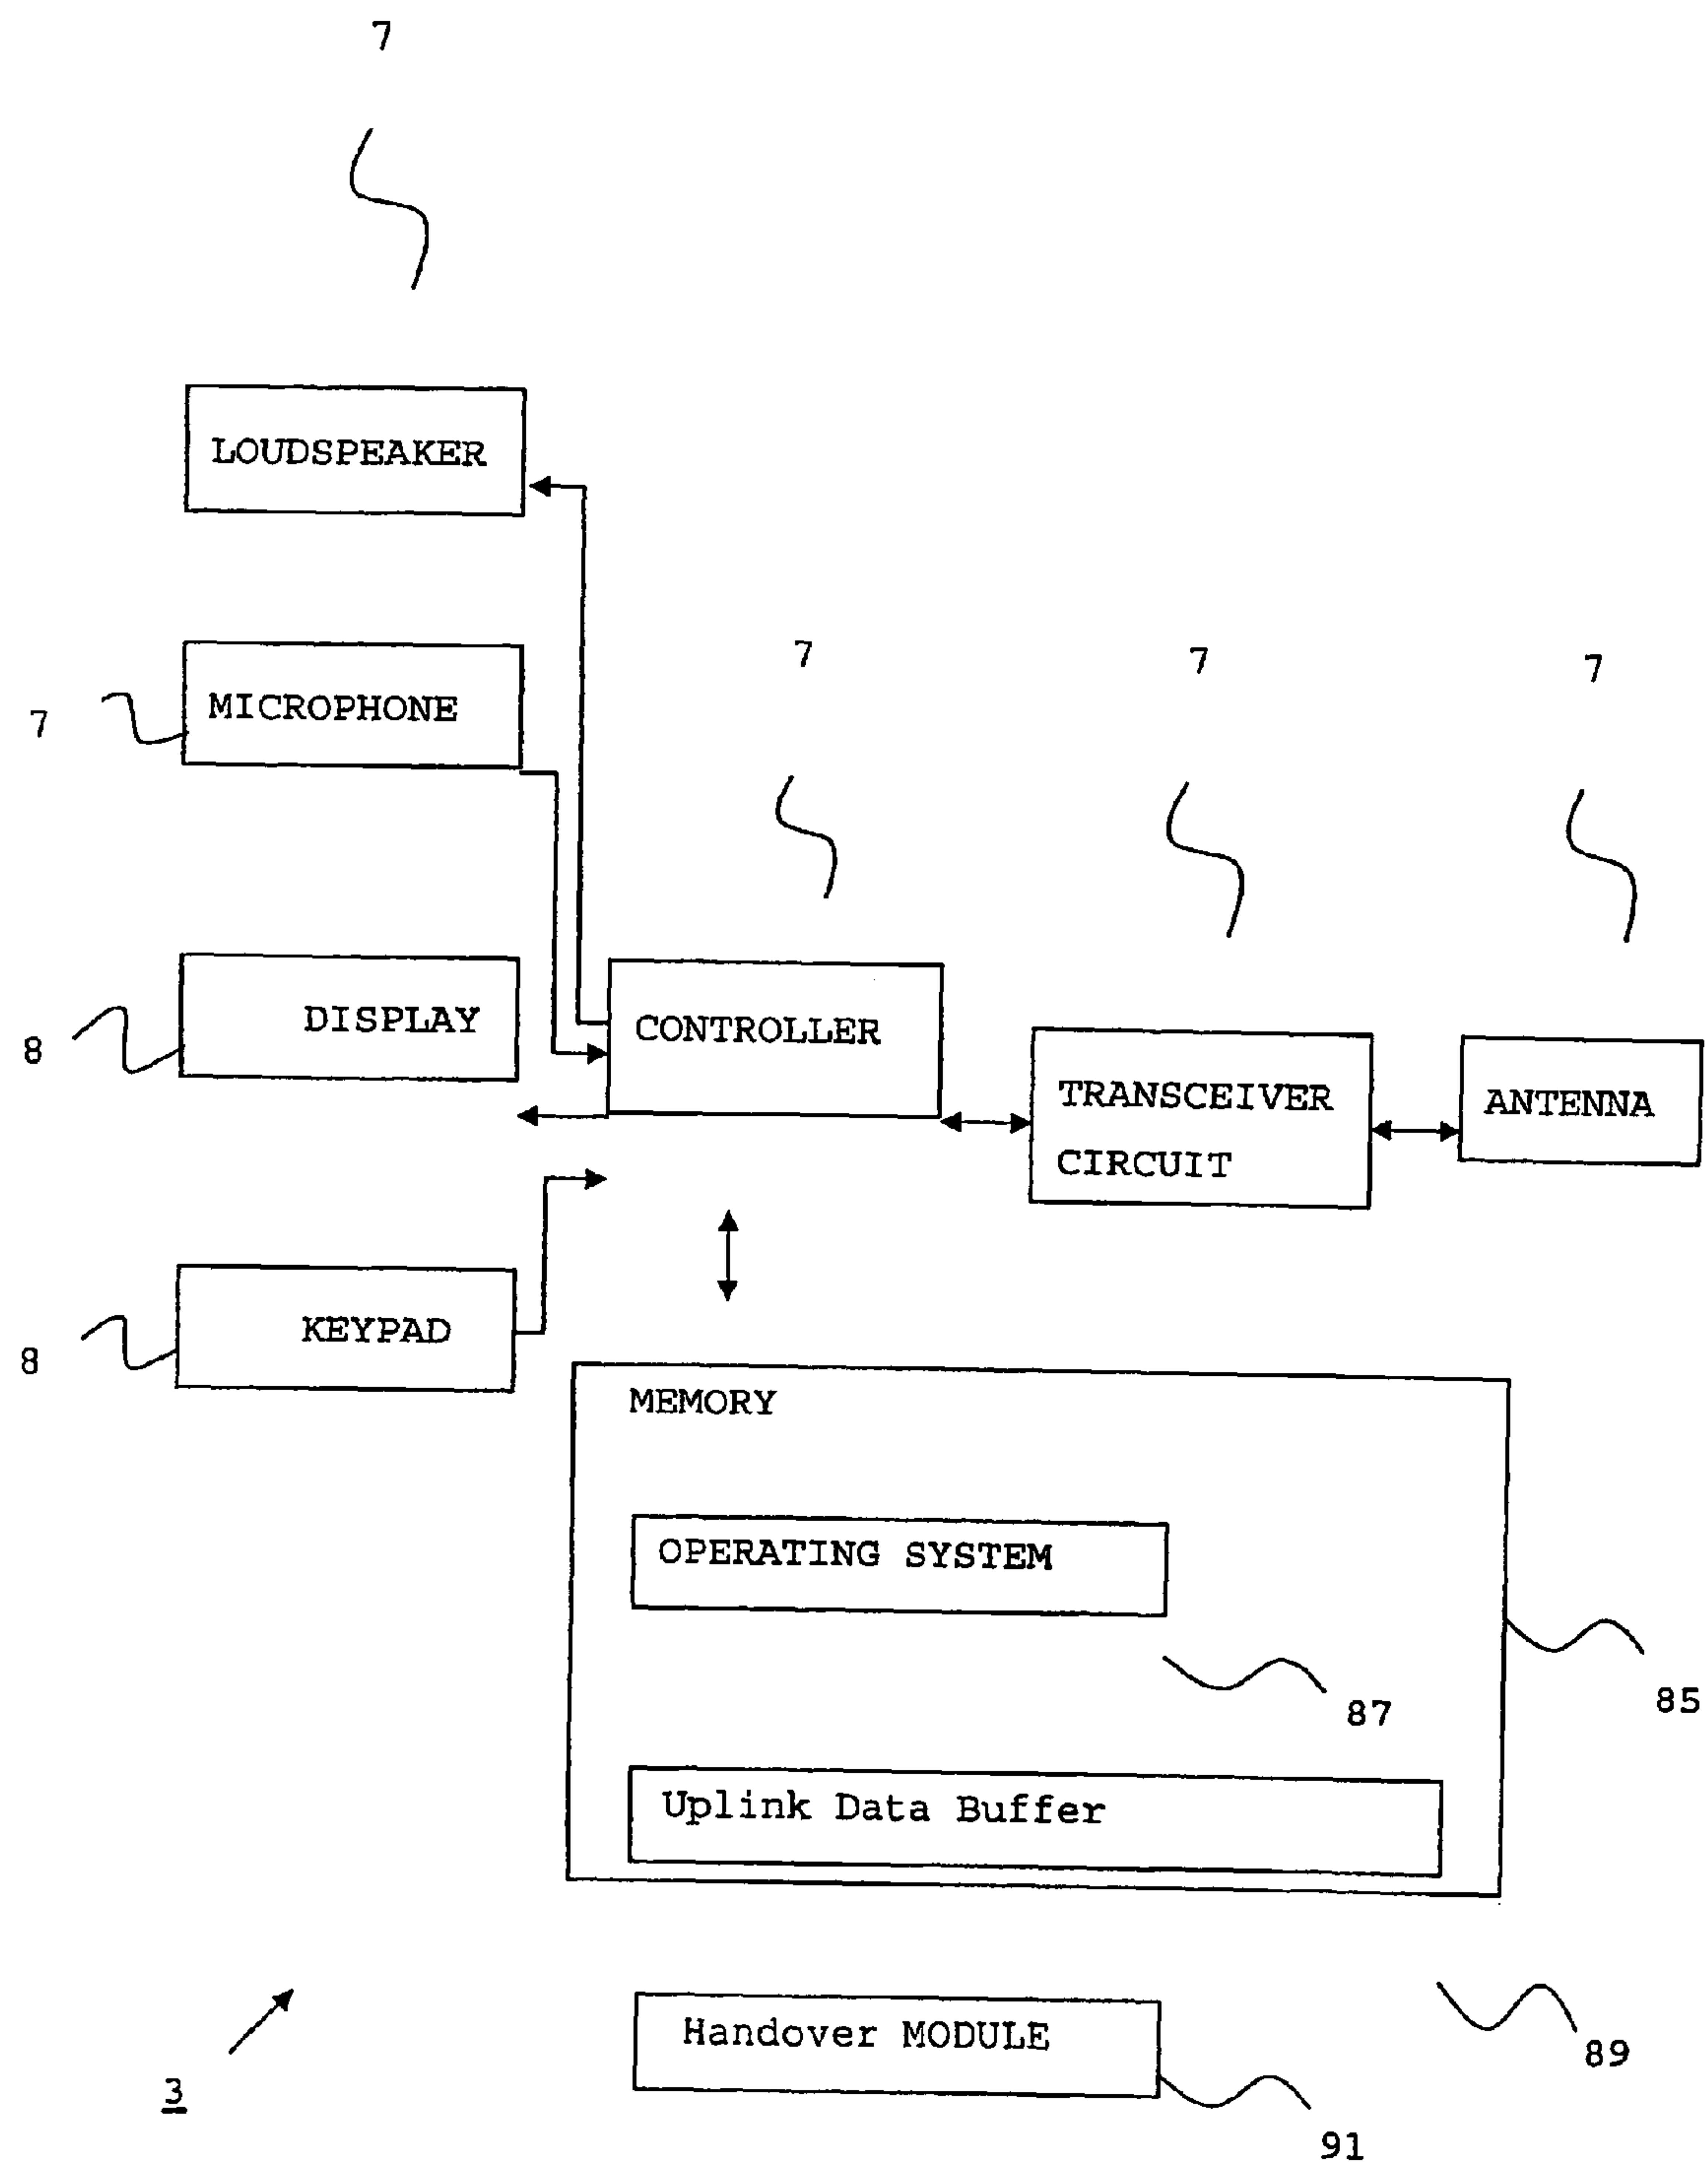 7
LOUDSPEAKER
7
7
7
7
MICROPHONE
8
DISPLAY
CONTROLLER
TRANSCEIVER
CIRCUIT
ANTENNA
8
KEYPAD
MEMORY
OPERATING SYSTEM
87
85
Uplink Data Buffer
Handover MODULE
89
3
91